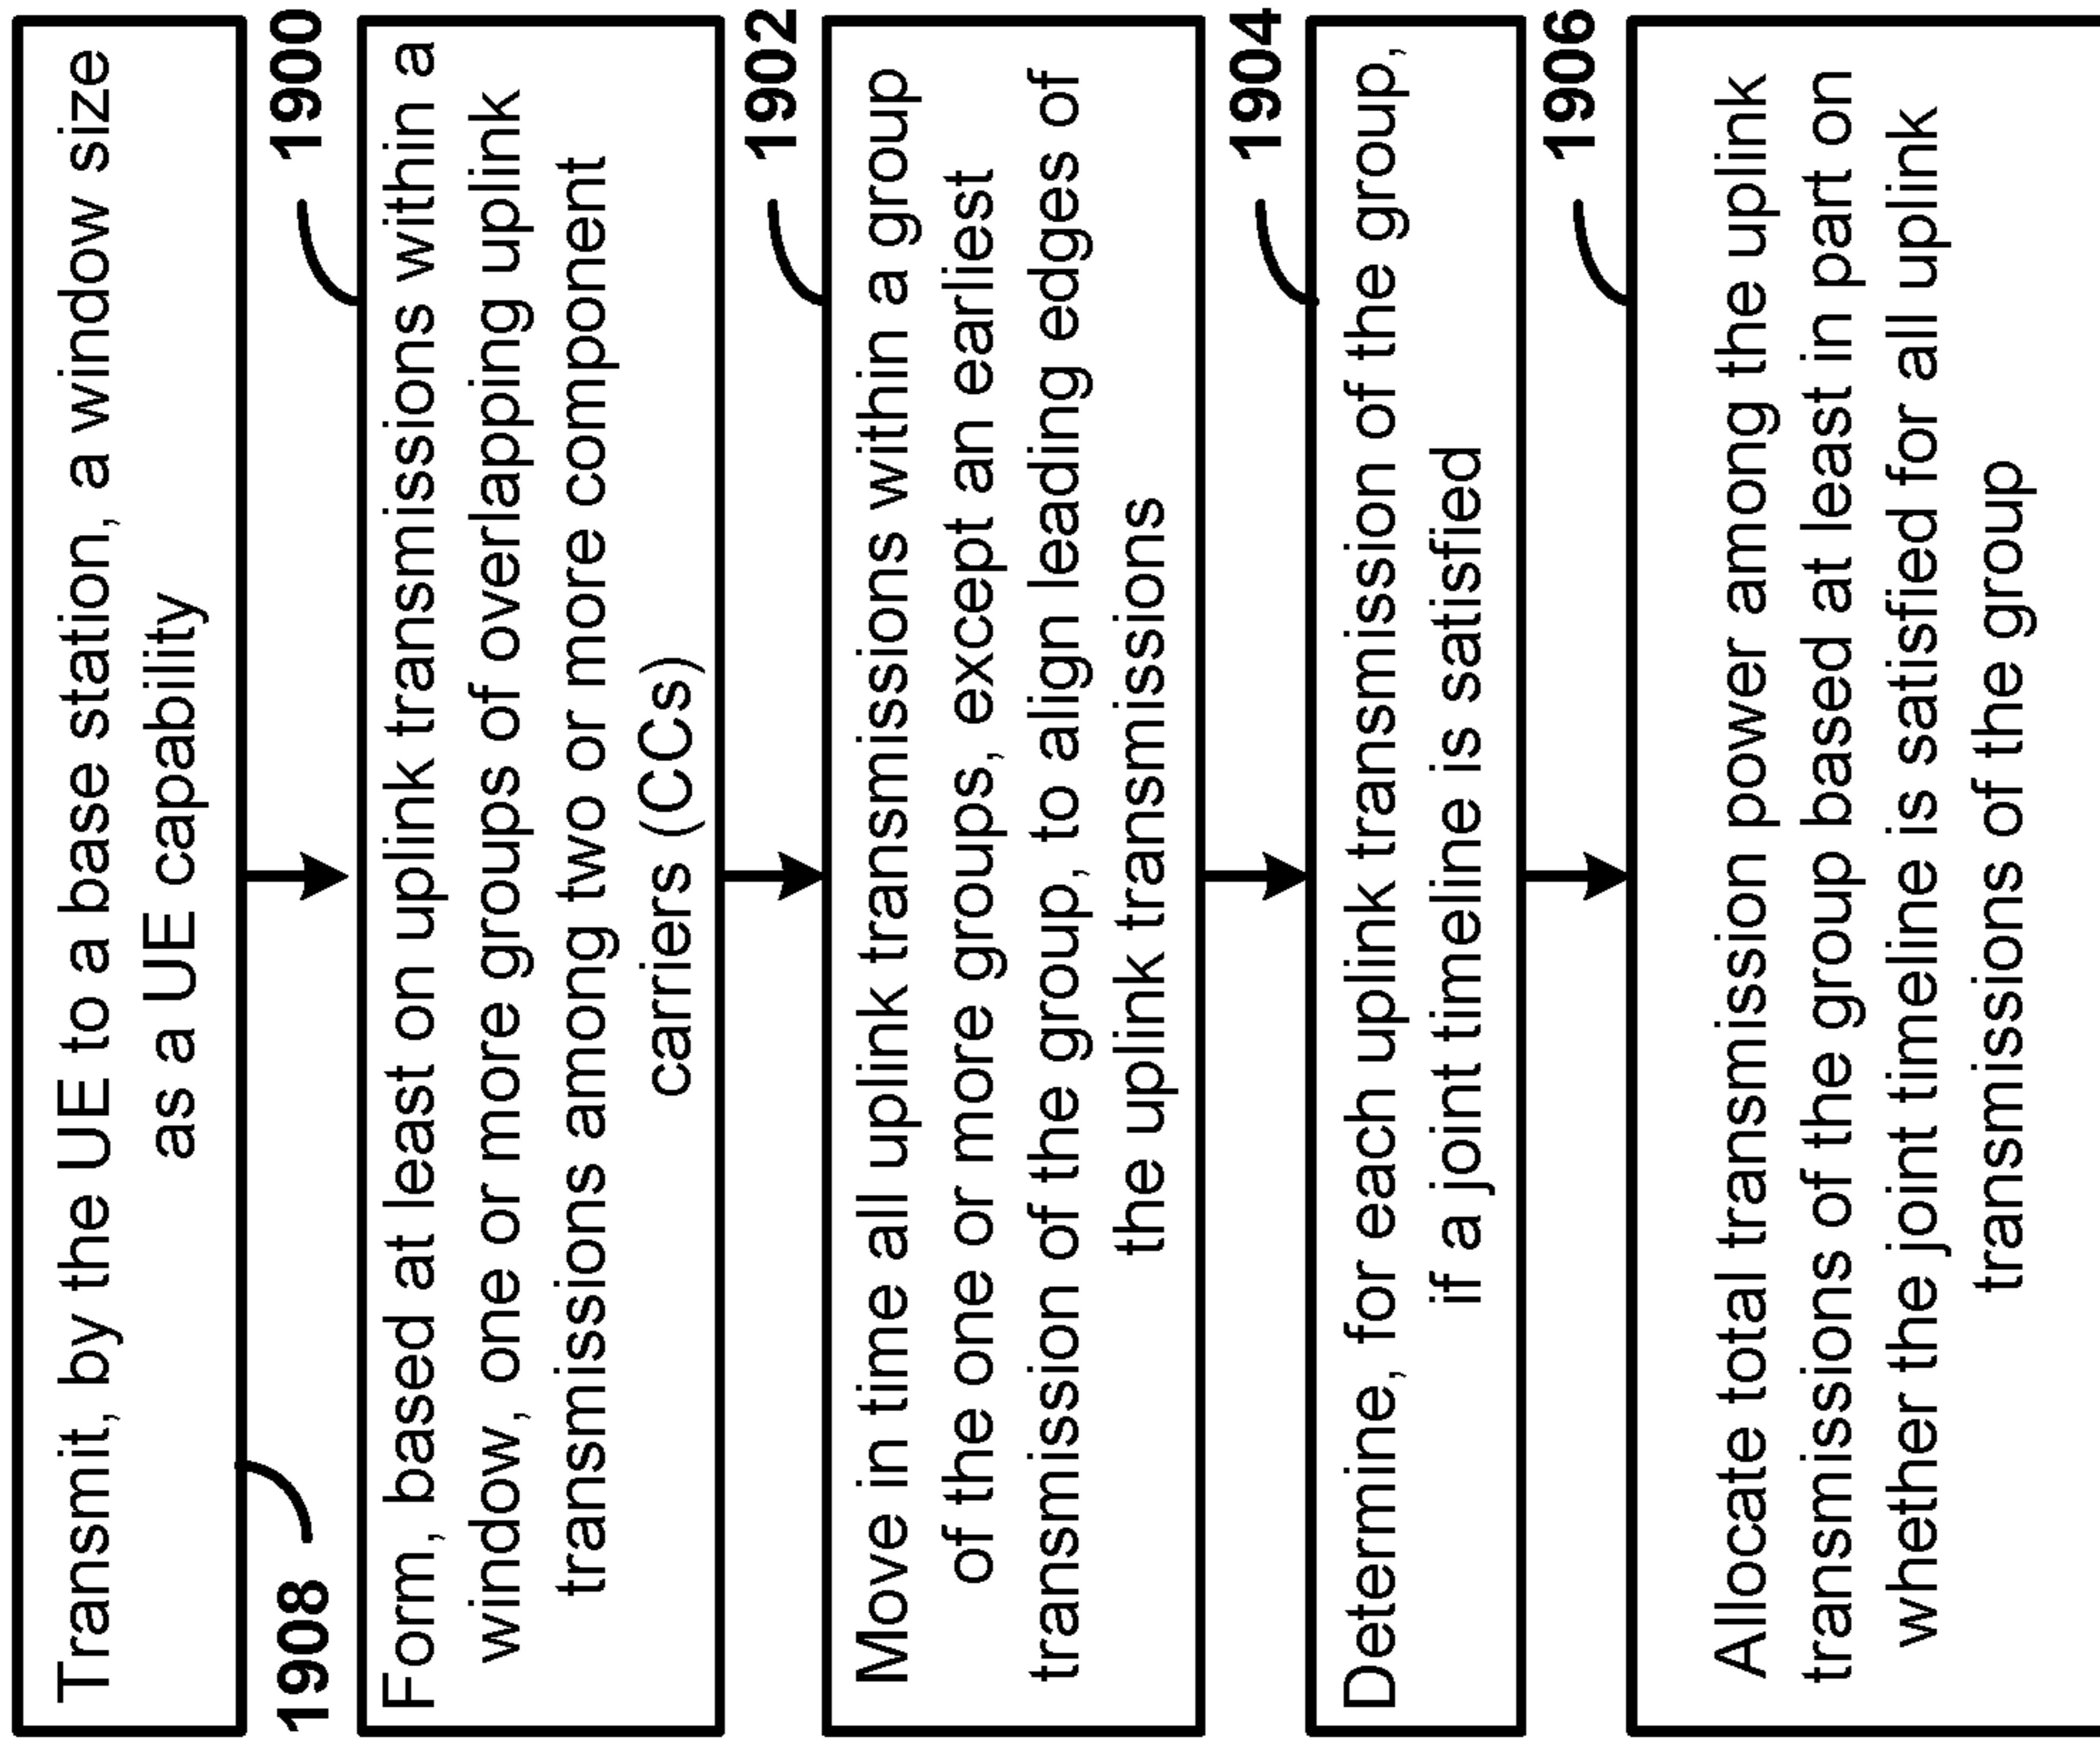 Transmit, by the UE to a base station, a window size
as a UE capability
1908
1900
Form, based at least on uplink transmissions within a
window, one or more groups of overlapping uplink
transmissions among two or more component
carriers (CCs)
1902
Move in time all uplink transmissions within a group
of the one or more groups, except an earliest
transmission of the group, to align leading edges of
the uplink transmissions
1904
Determine, for each uplink transmission of the group,
if a joint timeline is satisfied
1906
Allocate total transmission power among the uplink
transmissions of the group based at least in part on
whether the joint timeline is satisfied for all uplink
transmissions of the group